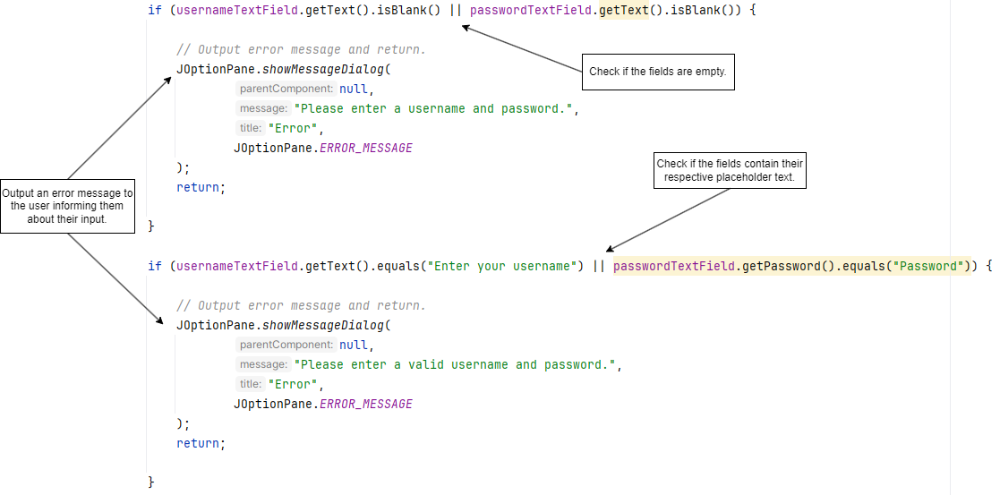 if (usernameTextField.getText().isBlank() || passwordTextField.getText().isBlank()) {
// Output error message and return.
JOptionPane.showMessageDialog(
parentComponent: null,
message: "Please enter a username and password.",
title: "Error",
JOptionPane.ERROR_MESSAGE
);
return;
}
Check if the fields are empty.
Output an error message to
the user informing them
about their input.
Check if the fields contain their
respective placeholder text.
if (usernameTextField.getText().equals("Enter your username") || passwordTextField.getPassword().equals("Password")) {
// Output error message and return.
JOptionPane.showMessageDialog(
parentComponent: null,
message: "Please enter a valid username and password.",
title: "Error",
JOptionPane.ERROR_MESSAGE
);
return;
}